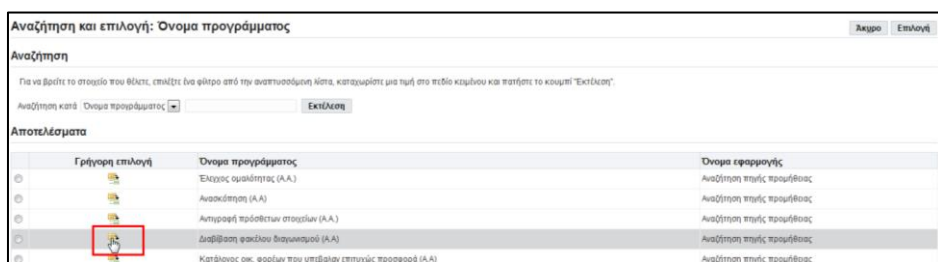 Αναζήτηση και επιλογή: Όνομα προγράμματος Άκυρο Επιλογή
Αναζήτηση
Για να βρείτε το στοιχείο που θέλετε, επιλέξτε ένα φίλτρο από την αναπτυσσόμενη λίστα, καταχωρίστε μια τιμή στο πεδίο κειμένου και πατήστε το κουμπί "Εκτέλεση".
Αναζήτηση κατά Όνομα προγράμματος Εκτέλεση
Αποτελέσματα
Γρήγορη επιλογή Όνομα προγράμματος Όνομα εφαρμογής
Έλεγχος ομαλότητας (Α.Α.) Αναζήτηση πηγής προμήθειας
Ανασκόπηση (Α.Α) Αναζήτηση πηγής προμήθειας
Αντιγραφή πρόσθετων στοιχείων (Α.Α.) Αναζήτηση πηγής προμήθειας
Διαβίβαση φακέλου διαγωνισμού (Α.Α) Αναζήτηση πηγής προμήθειας
Κατάλογος οικ. φορέων που υπέβαλαν επιτυχώς προσφορά (Α.Α) Αναζήτηση πηγής προμήθειας